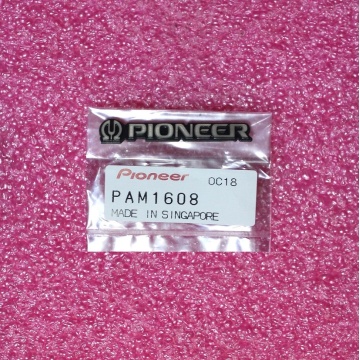 PIONEER
Pioneer
0C18
PAM1608
MADE IN SINGAPORE